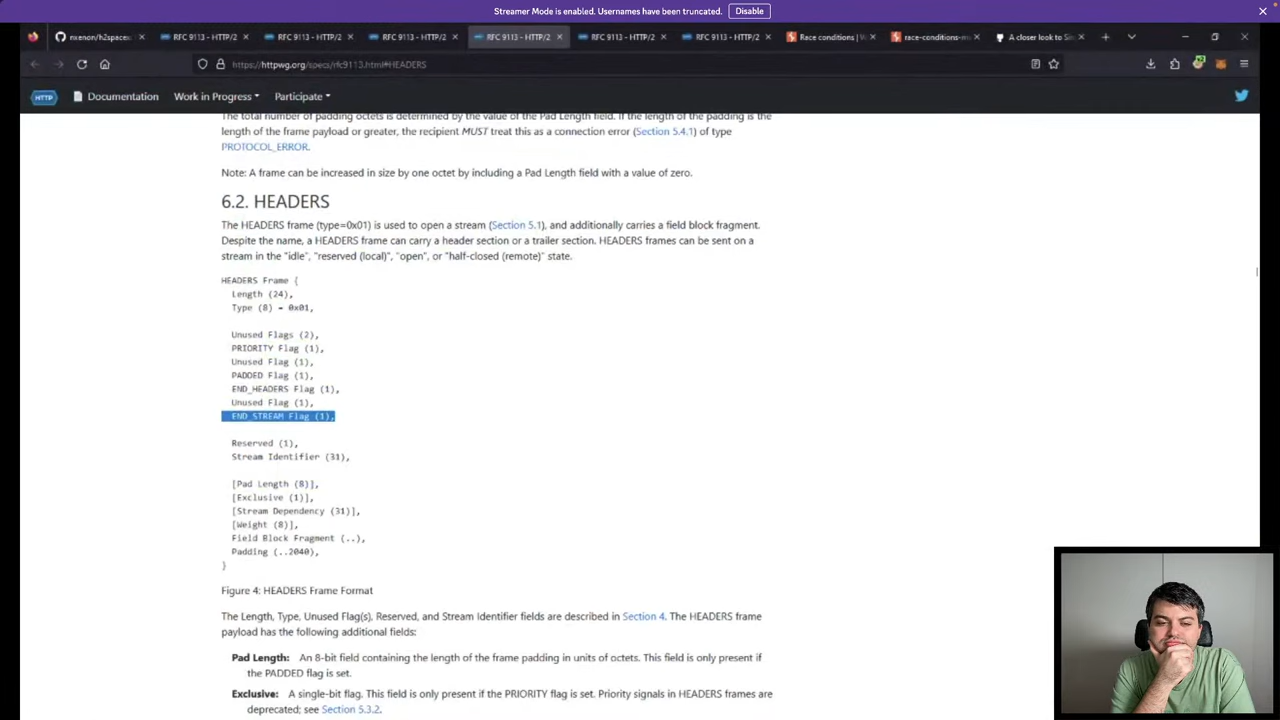 Streamer Mode is enabled. Usernames have been truncated. Disable
nxenon/h2spacex RFC 9113 - HTTP/2 RFC 9113 - HTTP/2 RFC 9113 - HTTP/2 RFC 9113 - HTTP/2 RFC 9113 - HTTP/2 RFC 9113 - HTTP/2 Race conditions | race-conditions- A closer look to
https://httpwg.org/specs/rfc9113.html#HEADERS
HTTP Documentation Work in Progress Participate
The total number of padding octets is determined by the value of the Pad Length field. If the length of the padding is the
length of the frame payload or greater, the recipient MUST treat this as a connection error (Section 5.4.1) of type
PROTOCOL_ERROR.
Note: A frame can be increased in size by one octet by including a Pad Length field with a value of zero.
6.2. HEADERS
The HEADERS frame (type=0x01) is used to open a stream (Section 5.1), and additionally carries a field block fragment.
Despite the name, a HEADERS frame can carry a header section or a trailer section. HEADERS frames can be sent on a
stream in the "idle", "reserved (local)", "open", or "half-closed (remote)" state.
HEADERS Frame {
Length (24),
Type (8) = 0x01,
Unused Flags (2),
PRIORITY Flag (1),
Unused Flag (1),
PADDED Flag (1),
END_HEADERS Flag (1),
Unused Flag (1),
END_STREAM Flag (1),
Reserved (1),
Stream Identifier (31),
[Pad Length (8)],
[Exclusive (1)],
[Stream Dependency (31)],
[Weight (8)],
Field Block Fragment (..),
Padding (..2040),
}
Figure 4: HEADERS Frame Format
The Length, Type, Unused Flag(s), Reserved, and Stream Identifier fields are described in Section 4. The HEADERS frame
payload has the following additional fields:
Pad Length: An 8-bit field containing the length of the frame padding in units of octets. This field is only present if
the PADDED flag is set.
Exclusive: A single-bit flag. This field is only present if the PRIORITY flag is set. Priority signals in HEADERS frames are
deprecated; see Section 5.3.2.